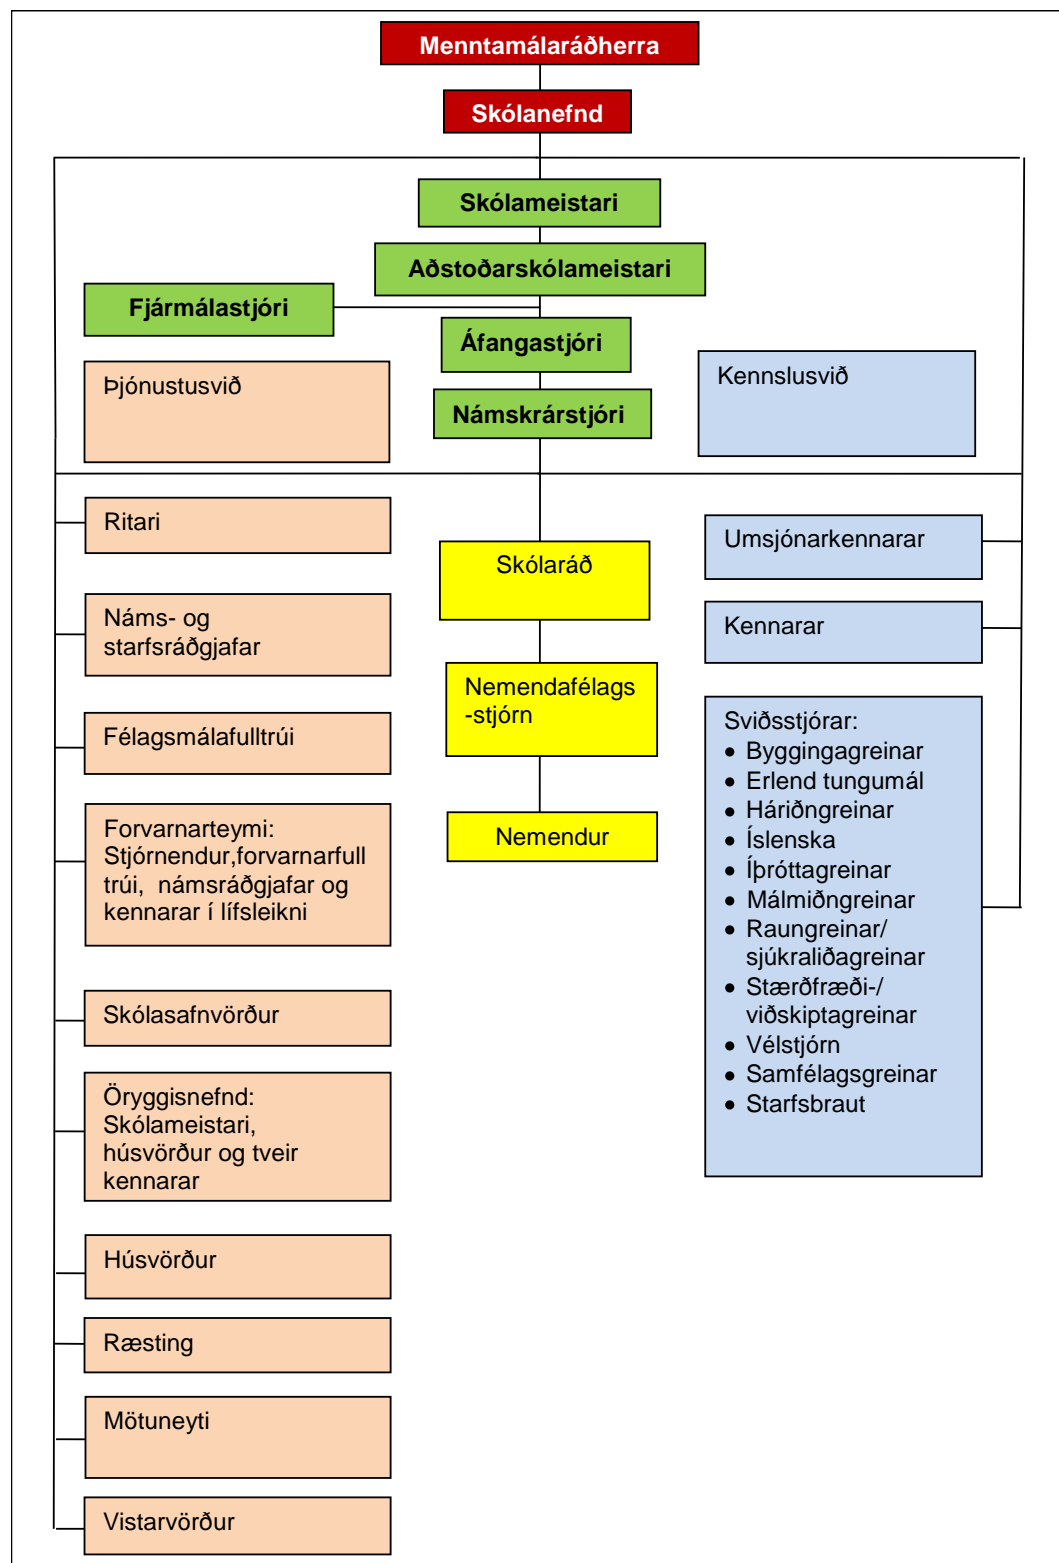 Menntamálaráðherra
Skólanefnd
Skólameistari
Aðstoðarskólameistari
Fjármálastjóri
Áfangastjóri
Námskrárstjóri
Þjónustusvið
Ritari
Náms- og
starfsráðgjafar
Félagsmálafulltrúi
Forvarnarteymi:
Stjórnendur,forvarnarfull
trúi,  námsráðgjafar og
kennarar í lífsleikni
Skólasafnvörður
Öryggisnefnd:
Skólameistari,
húsvörður og tveir
kennarar
Húsvörður
Ræsting
Mötuneyti
Vistarvörður
Skólaráð
Nemendafélags
-stjórn
Nemendur
Kennslusvið
Umsjónarkennarar
Kennarar
Sviðsstjórar:
• Byggingagreinar
• Erlend tungumál
• Háriðngreinar
• Íslenska
• Íþróttagreinar
• Málmiðngreinar
• Raungreinar/
sjúkraliðagreinar
• Stærðfræði-/
viðskiptagreinar
• Vélstjórn
• Samfélagsgreinar
• Starfsbraut